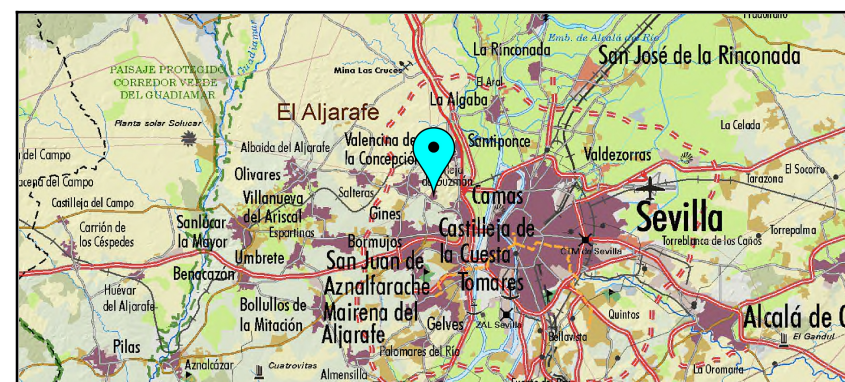 Emb. de Alcalá del Río
La Rinconada
San José de la Rinconada
Guadiamar
PAISAJE PROTEGIDO
CORREDOR VERDE
DEL GUADIAMAR
Mina Las Cruces
El Aral
La Algaba
El Aljarafe
Planta solar Solucar
La Celada
Albaida del Aljarafe
Valencina de
la Concepción
Santiponce
Valdezorras
del Campo
Olivares
El Socorro
Tarazona
del Campo
Salteras
Villanueva
del Ariscal
Camas
Castilleja del Campo
Gines
Sevilla
Carrión de
los Céspedes
Sanlúcar
la Mayor
Espartinas
Bormujos
Castilleja de
la Cuesta
Torrepalma
Torreblanca de los Caños
de Sevilla
Umbrete
San Juan de
Aznalfarache
Benacazón
Tomares
Huévar
del Aljarafe
Bollullos de
la Mitación
Mairena del
Aljarafe
Gelves
ZAL Sevilla
Quintos
Alcalá de
Bellavista
El Gandul
Pilas
Palomares del Río
Aznalcázar
Cuatrovitas
Almensilla
La Oromana